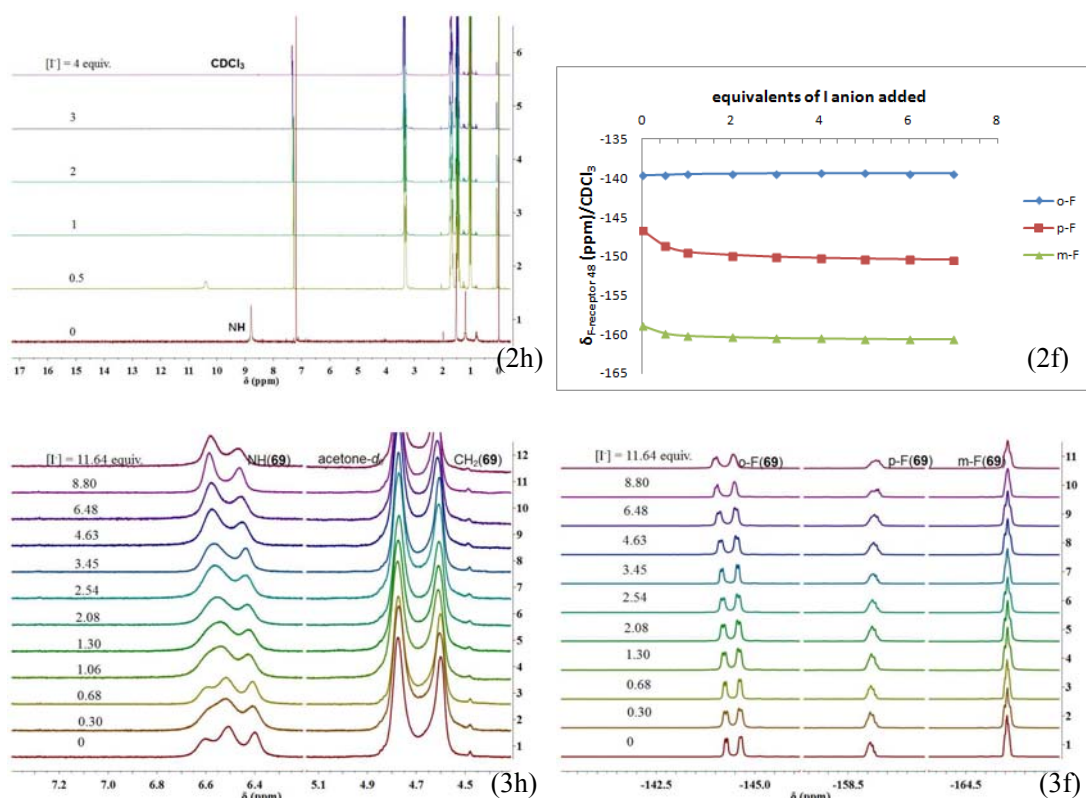 [I⁻] = 4 equiv.
CDCl₃
3
2
1
0.5
0
NH
6
5
4
3
2
1
17 16 15 14 13 12 11 10 9 8 7 6 5 4 3 2 1 0
δ (ppm)
(2h)
equivalents of I anion added
0 2 4 6 8
-135
-140
-145
-150
-155
-160
-165
δF-receptor 48 (ppm)/CDCl₃
o-F
p-F
m-F
(2f)
[I⁻] = 11.64 equiv.
NH(69)
acetone-d₆
CH₂(69)
8.80
6.48
4.63
3.45
2.54
2.08
1.30
1.06
0.68
0.30
0
12
11
10
9
8
7
6
5
4
3
2
1
7.2 7.0 6.8 6.6 6.4 5.1 4.9 4.7 4.5
δ (ppm)
(3h)
[I⁻] = 11.64 equiv.
o-F(69)
p-F(69)
m-F(69)
8.80
6.48
4.63
3.45
2.54
2.08
1.30
0.68
0.30
0
11
10
9
8
7
6
5
4
3
2
1
-142.5 -145.0 -158.5 -164.5
δ (ppm)
(3f)